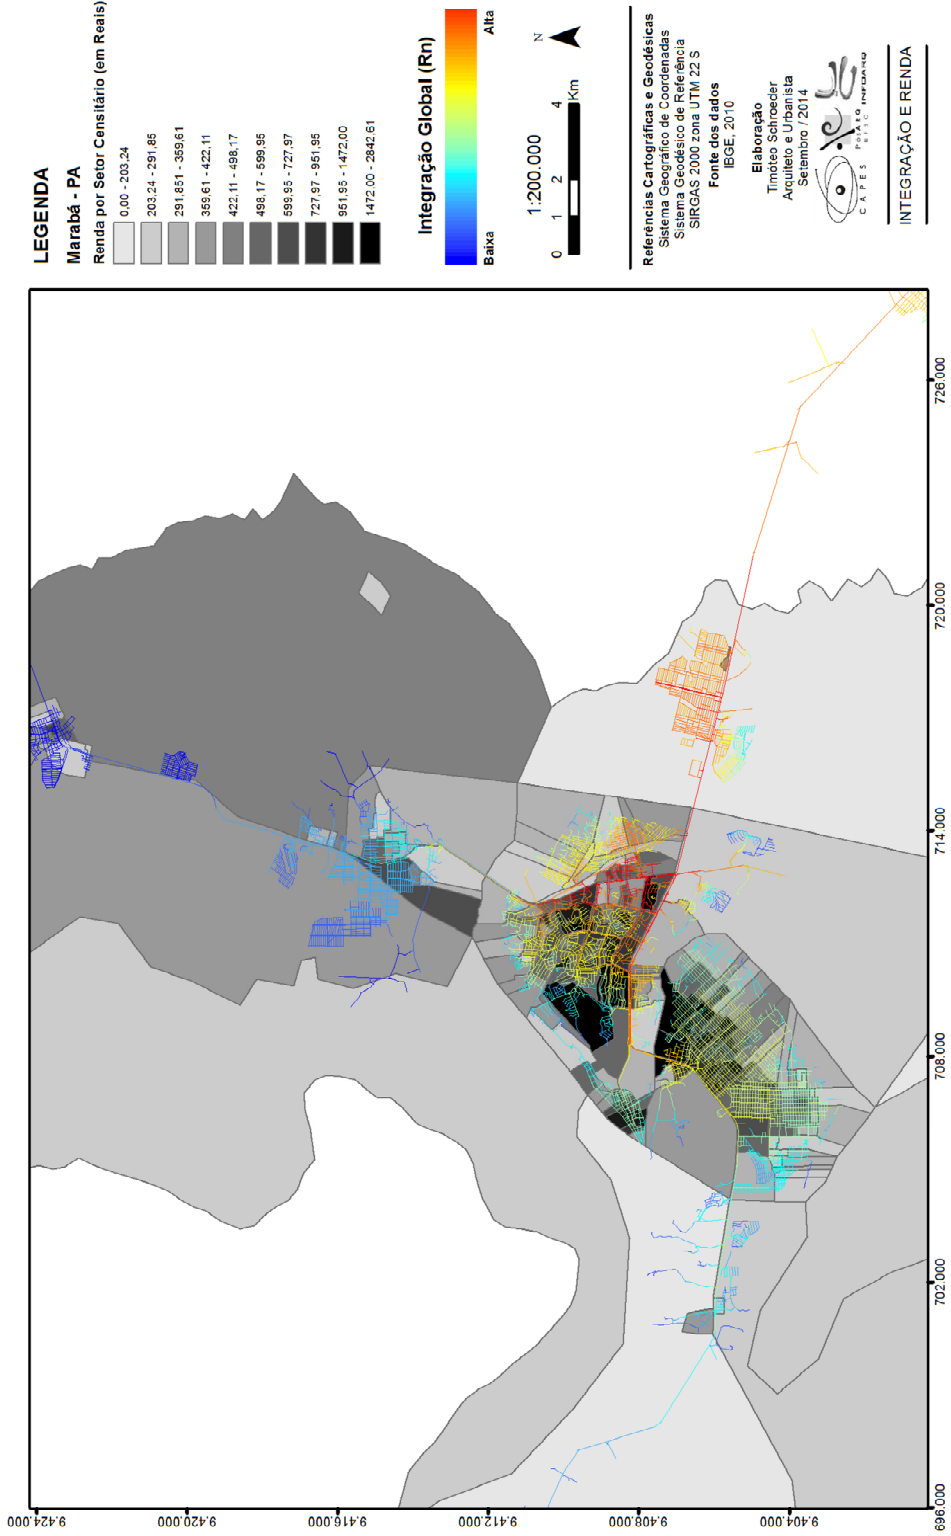 LEGENDA
Marabá - PA
Renda por Setor Censitário (em Reais)
0,00 - 203,24
203,24 - 291,85
291,851 - 359,61
359,61 - 422,11
422,11 - 498,17
498,17 - 599,95
599,95 - 727,97
727,97 - 951,95
951,95 - 1472,00
1472,00 - 2842,61
Integração Global (Rn)
Baixa
Alta
1:200.000
0 1 2 4
Km
N
Referências Cartográficas e Geodésicas
Sistema Geográfico de Coordenadas
Sistema Geodésico de Referência
SIRGAS 2000 zona UTM 22 S
Fonte dos dados
IBGE, 2010
Elaboração
Timóteo Schroeder
Arquiteto e Urbanista
Setembro / 2014
CAPES
INFOARQ
INTEGRAÇÃO E RENDA
9.424.000
9.420.000
9.416.000
9.412.000
9.408.000
9.404.000
696.000
702.000
708.000
714.000
720.000
726.000